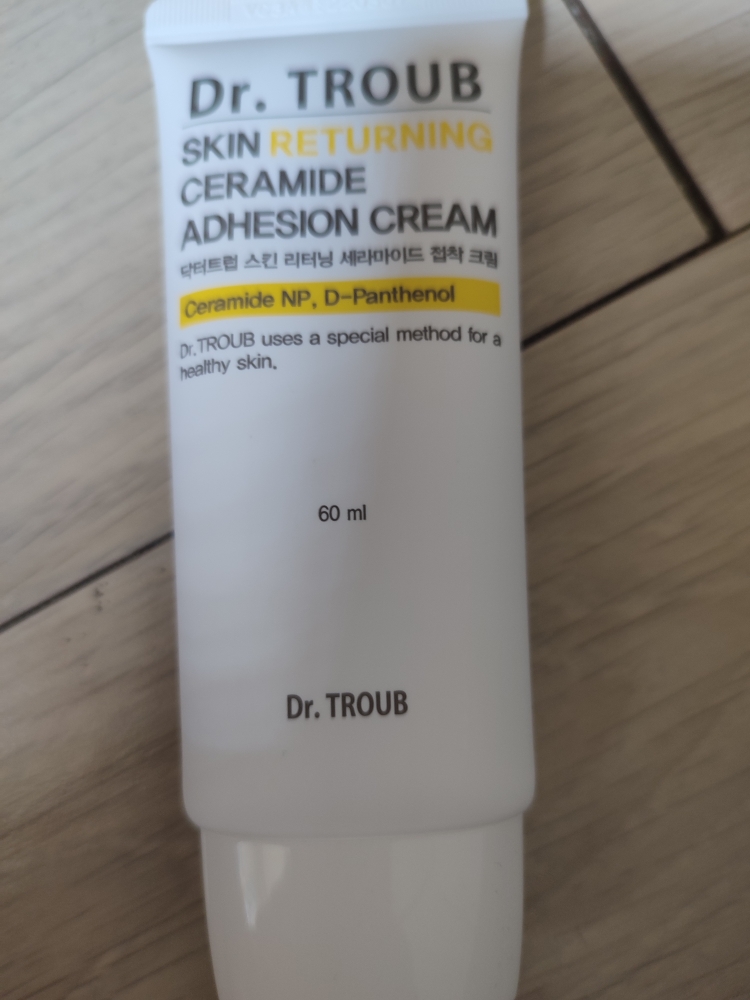 Dr. TROUB
SKIN RETURNING
CERAMIDE
ADHESION CREAM
닥터트럽 스킨 리터닝 세라마이드 접착 크림
Ceramide NP, D-Panthenol
Dr.TROUB uses a special method for a
healthy skin.
60 ml
Dr. TROUB